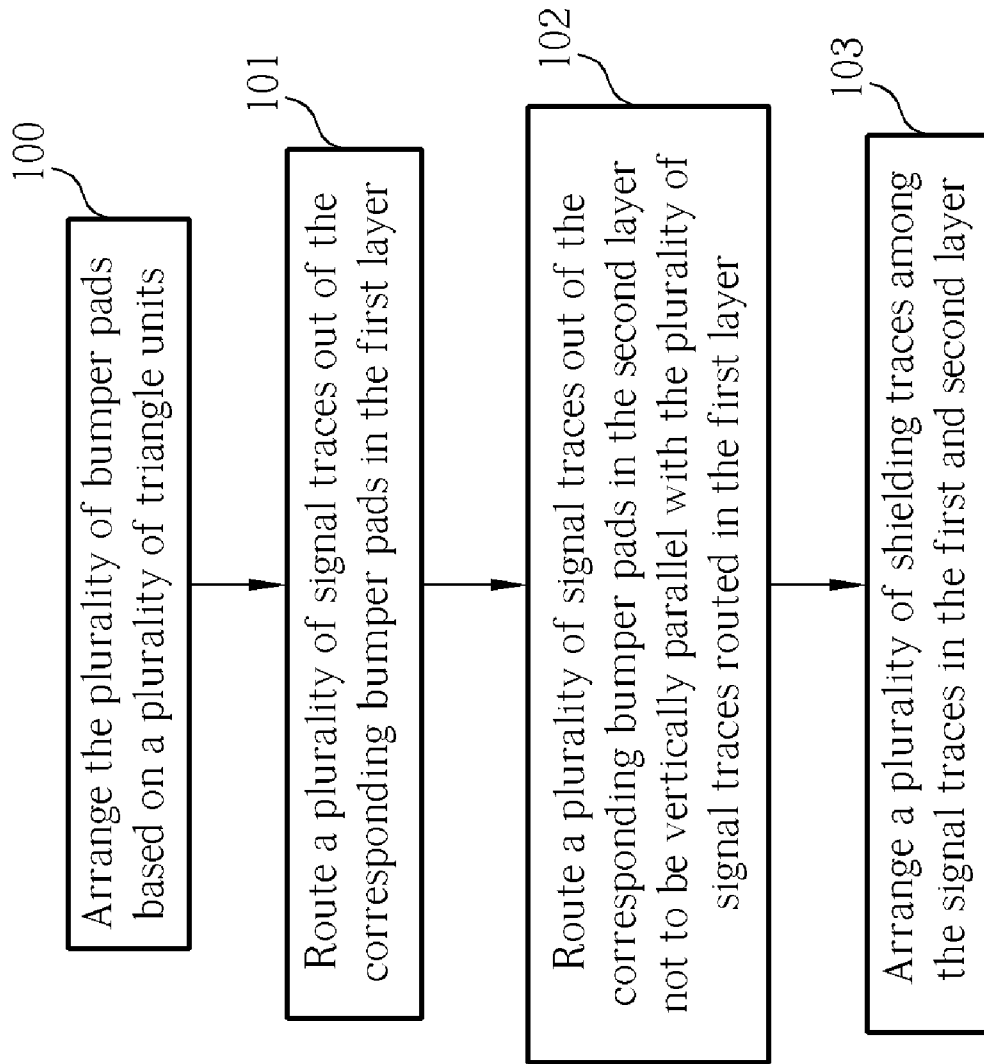 100
Arrange the plurality of bumper pads
based on a plurality of triangle units
101
Route a plurality of signal traces out of the
corresponding bumper pads in the first layer
102
Route a plurality of signal traces out of the
corresponding bumper pads in the second layer
not to be vertically parallel with the plurality of
signal traces routed in the first layer
103
Arrange a plurality of shielding traces among
the signal traces in the first and second layer